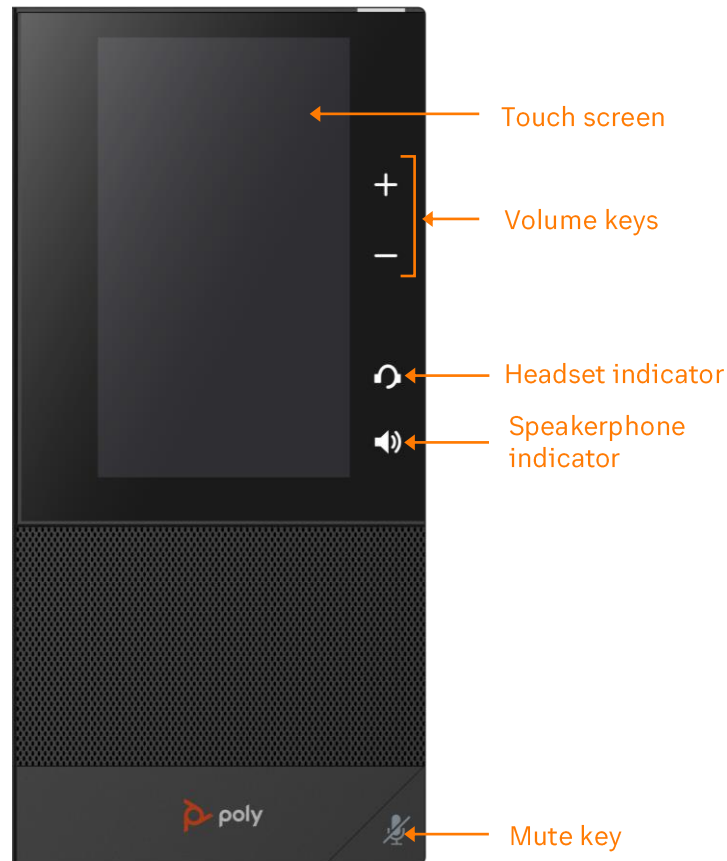 Touch screen
+
Volume keys
−
Headset indicator
Speakerphone
indicator
poly
Mute key